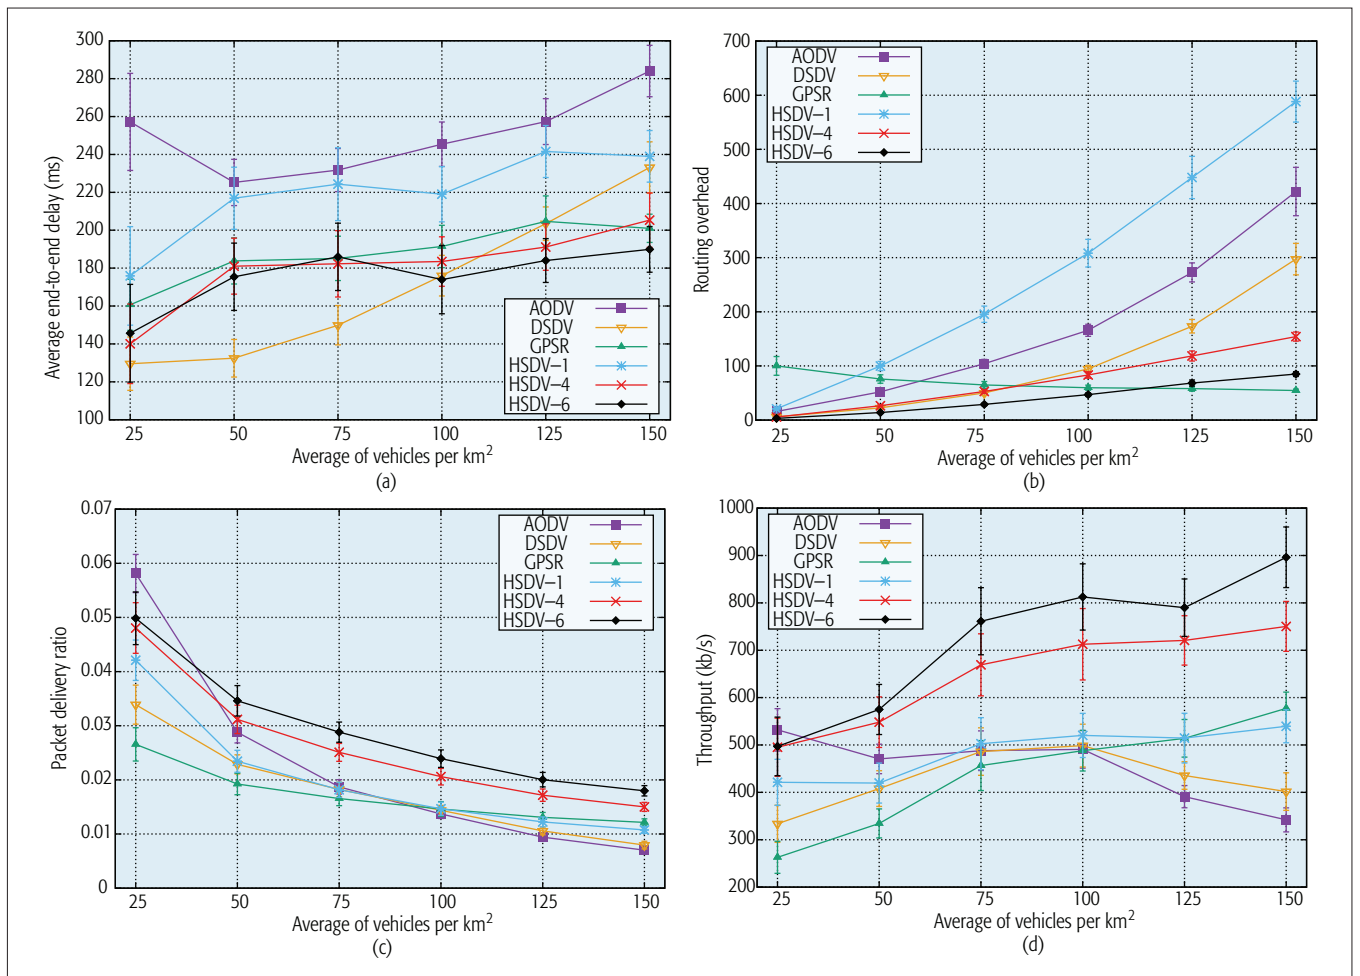 300
280
260
240
220
200
180
160
140
120
100
Average end-to-end delay (ms)
AODV
DSDV
GPSR
HSDV–1
HSDV–4
HSDV–6
25 50 75 100 125 150
Average of vehicles per km2
(a)
700
600
500
400
300
200
100
0
Routing overhead
AODV
DSDV
GPSR
HSDV–1
HSDV–4
HSDV–6
25 50 75 100 125 150
Average of vehicles per km2
(b)
0.07
0.06
0.05
0.04
0.03
0.02
0.01
0
Packet delivery ratio
AODV
DSDV
GPSR
HSDV–1
HSDV–4
HSDV–6
25 50 75 100 125 150
Average of vehicles per km2
(c)
1000
900
800
700
600
500
400
300
200
Throughput (kb/s)
AODV
DSDV
GPSR
HSDV–1
HSDV–4
HSDV–6
25 50 75 100 125 150
Average of vehicles per km2
(d)